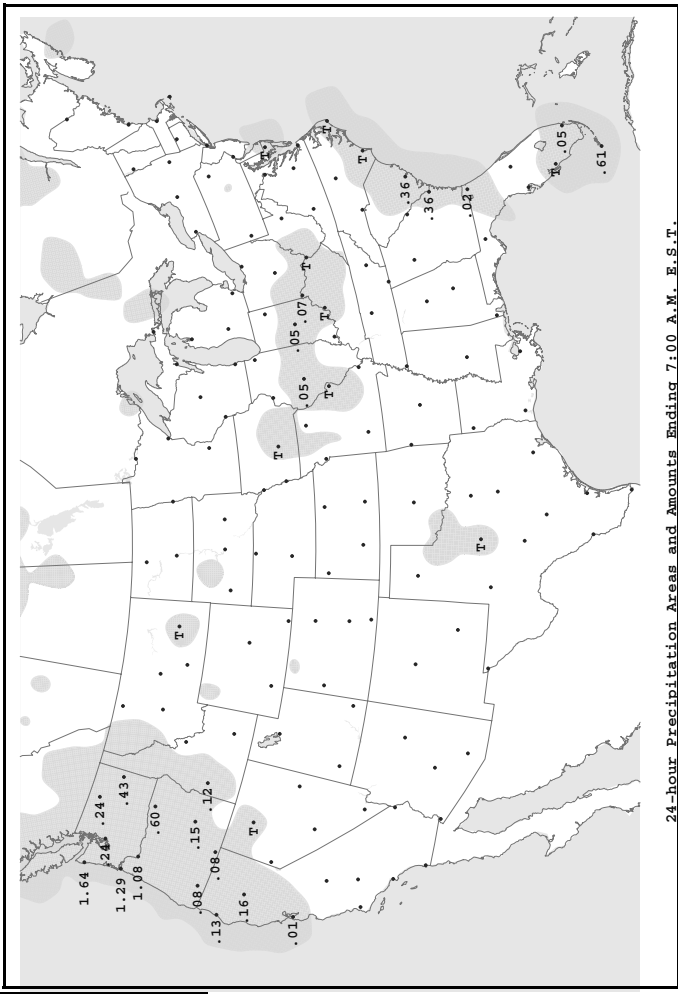 1.64
.24
.24
1.29
.43
1.08
.60
T
.15
.08
.12
.08
.13
.16
T
T
T
.01
.05
.07
.05
T
T
T
T
T
.36
.36
.02
T
T
.05
.61
24-hour Precipitation Areas and Amounts Ending 7:00 A.M. E.S.T.